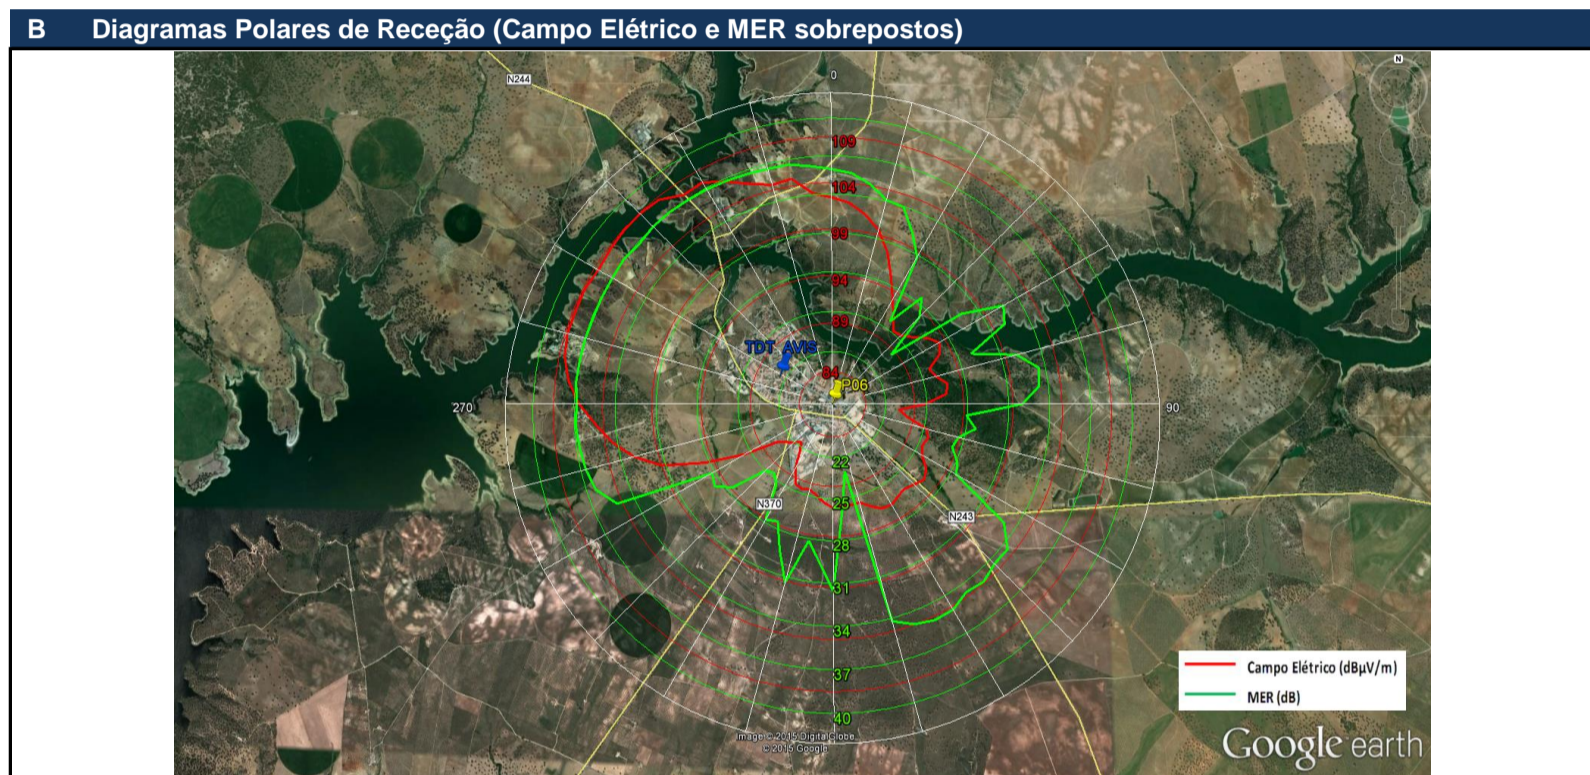 B Diagramas Polares de Receção (Campo Elétrico e MER sobrepostos)
N
N244
0
109
104
99
94
89
TDT_AVIS
84
P06
270
90
22
N370
25
N243
28
31
34
Campo Elétrico (dBµV/m)
37
MER (dB)
40
Image © 2015 DigitalGlobe
© 2015 Google
Google earth